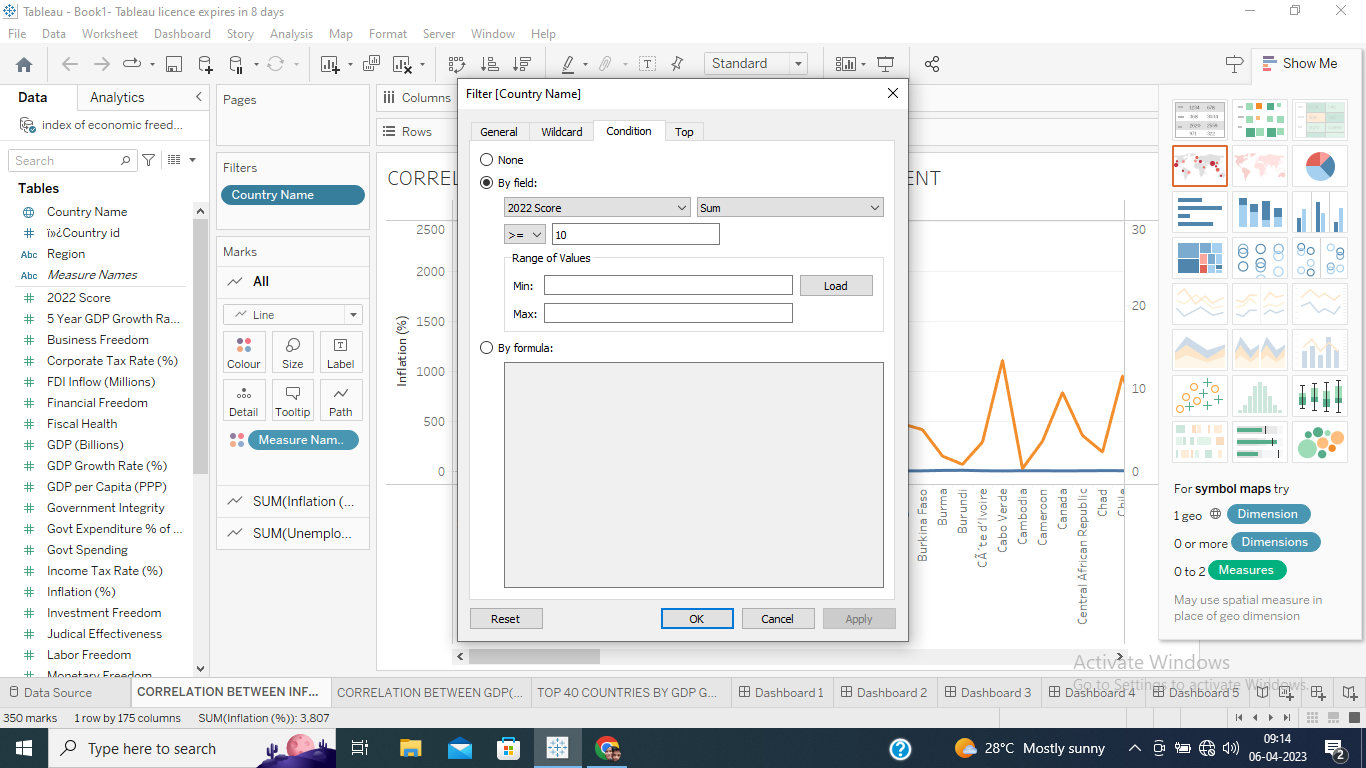 Tableau - Book1- Tableau licence expires in 8 days
File Data Worksheet Dashboard Story Analysis Map Format Server Window Help
Standard
Show Me
Data Analytics
index of economic freed...
Search
Tables
Country Name
ï»¿Country id
Abc Region
Abc Measure Names
2022 Score
5 Year GDP Growth Ra...
Business Freedom
Corporate Tax Rate (%)
FDI Inflow (Millions)
Financial Freedom
Fiscal Health
GDP (Billions)
GDP Growth Rate (%)
GDP per Capita (PPP)
Government Integrity
Govt Expenditure % of ...
Govt Spending
Income Tax Rate (%)
Inflation (%)
Investment Freedom
Judical Effectiveness
Labor Freedom
Monetary Freedom
Pages
Filters
Country Name
Marks
All
Line
Colour Size Label
Detail Tooltip Path
Measure Nam..
SUM(Inflation (...
SUM(Unemplo...
Columns
Rows
CORREL
ENT
2500
2000
1500
1000
500
0
Inflation (%)
30
20
10
0
Burkina Faso
Burma
Burundi
CÃ´te d'Ivoire
Cabo Verde
Cambodia
Cameroon
Canada
Central African Republic
Chad
Chile
Filter [Country Name]
General Wildcard Condition Top
None
By field:
2022 Score Sum
>= 10
Range of Values
Min: Load
Max:
By formula:
Reset OK Cancel Apply
For symbol maps try
1 geo Dimension
0 or more Dimensions
0 to 2 Measures
May use spatial measure in
place of geo dimension
Activate Windows
Go to Settings to activate Windows.
Data Source CORRELATION BETWEEN INF... CORRELATION BETWEEN GDP(... TOP 40 COUNTRIES BY GDP G... Dashboard 1 Dashboard 2 Dashboard 3 Dashboard 4 Dashboard 5
350 marks 1 row by 175 columns SUM(Inflation (%)): 3,807
Type here to search
28°C Mostly sunny
09:14
06-04-2023
2